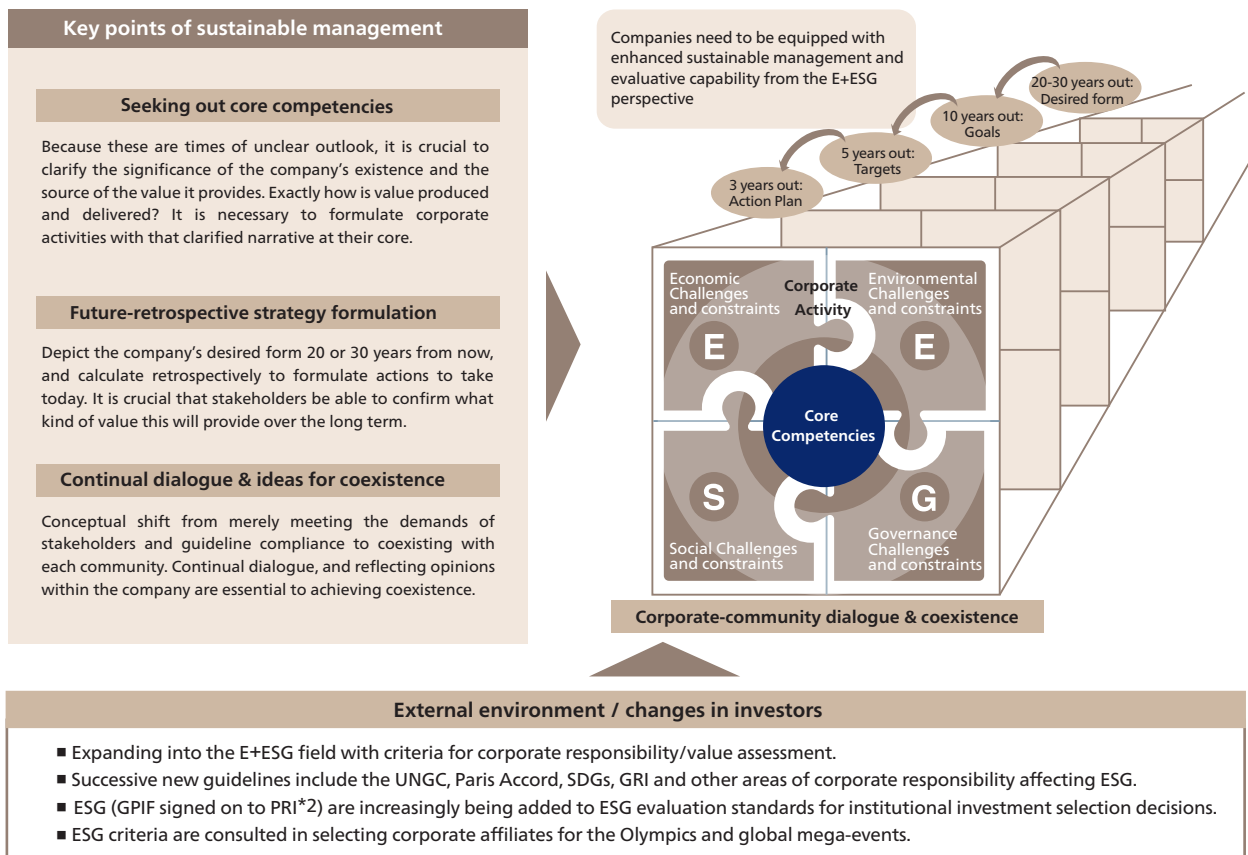 Key points of sustainable management
Seeking out core competencies
Because these are times of unclear outlook, it is crucial to
clarify the significance of the company's existence and the
source of the value it provides. Exactly how is value produced
and delivered? It is necessary to formulate corporate
activities with that clarified narrative at their core.
Future-retrospective strategy formulation
Depict the company's desired form 20 or 30 years from now,
and calculate retrospectively to formulate actions to take
today. It is crucial that stakeholders be able to confirm what
kind of value this will provide over the long term.
Continual dialogue & ideas for coexistence
Conceptual shift from merely meeting the demands of
stakeholders and guideline compliance to coexisting with
each community. Continual dialogue, and reflecting opinions
within the company are essential to achieving coexistence.
Companies need to be equipped with
enhanced sustainable management and
evaluative capability from the E+ESG
perspective
20-30 years out:
Desired form
10 years out:
Goals
5 years out:
Targets
3 years out:
Action Plan
Economic
Challenges
and constraints
E
Corporate
Activity
Environmental
Challenges
and constraints
E
Core
Competencies
S
Social Challenges
and constraints
G
Governance
Challenges
and constraints
Corporate-community dialogue & coexistence
External environment / changes in investors
■ Expanding into the E+ESG field with criteria for corporate responsibility/value assessment.
■ Successive new guidelines include the UNGC, Paris Accord, SDGs, GRI and other areas of corporate responsibility affecting ESG.
■ ESG (GPIF signed on to PRI*2) are increasingly being added to ESG evaluation standards for institutional investment selection decisions.
■ ESG criteria are consulted in selecting corporate affiliates for the Olympics and global mega-events.